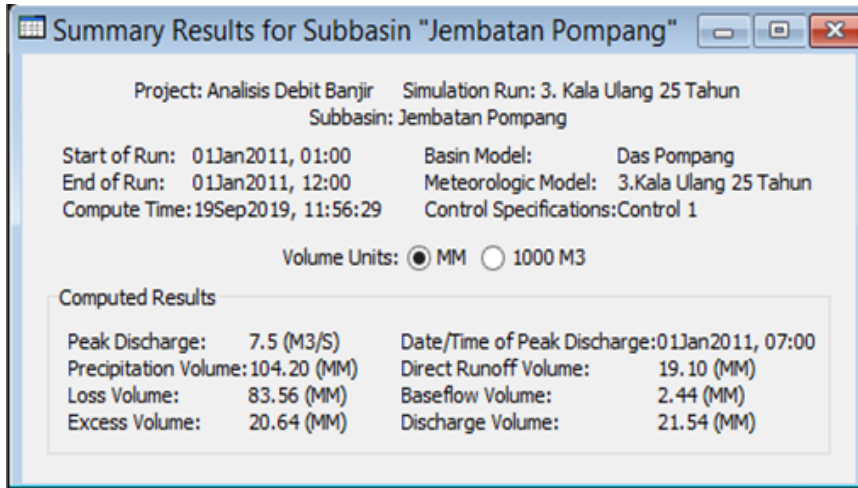 Summary Results for Subbasin "Jembatan Pompang"
Project: Analisis Debit Banjir Simulation Run: 3. Kala Ulang 25 Tahun
Subbasin: Jembatan Pompang
Start of Run: 01Jan2011, 01:00 Basin Model: Das Pompang
End of Run: 01Jan2011, 12:00 Meteorologic Model: 3.Kala Ulang 25 Tahun
Compute Time:19Sep2019, 11:56:29 Control Specifications:Control 1
Volume Units: MM 1000 M3
Computed Results
Peak Discharge: 7.5 (M3/S) Date/Time of Peak Discharge:01Jan2011, 07:00
Precipitation Volume:104.20 (MM) Direct Runoff Volume: 19.10 (MM)
Loss Volume: 83.56 (MM) Baseflow Volume: 2.44 (MM)
Excess Volume: 20.64 (MM) Discharge Volume: 21.54 (MM)